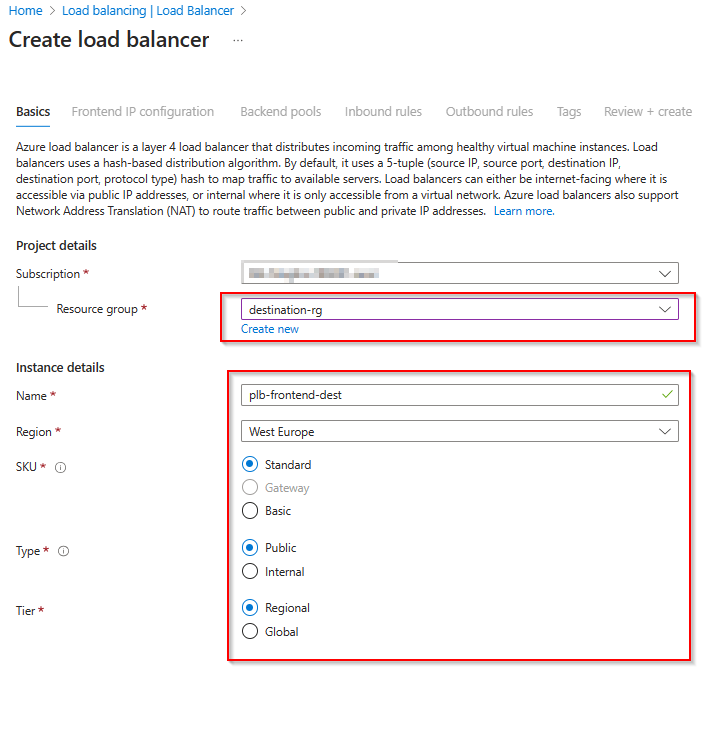 Home > Load balancing | Load Balancer >
Create load balancer ...
Basics Frontend IP configuration Backend pools Inbound rules Outbound rules Tags Review + create
Azure load balancer is a layer 4 load balancer that distributes incoming traffic among healthy virtual machine instances. Load
balancers uses a hash-based distribution algorithm. By default, it uses a 5-tuple (source IP, source port, destination IP,
destination port, protocol type) hash to map traffic to available servers. Load balancers can either be internet-facing where it is
accessible via public IP addresses, or internal where it is only accessible from a virtual network. Azure load balancers also support
Network Address Translation (NAT) to route traffic between public and private IP addresses. Learn more.
Project details
Subscription *
Resource group * destination-rg
Create new
Instance details
Name * plb-frontend-dest
Region * West Europe
SKU * Standard
Gateway
Basic
Type * Public
Internal
Tier * Regional
Global